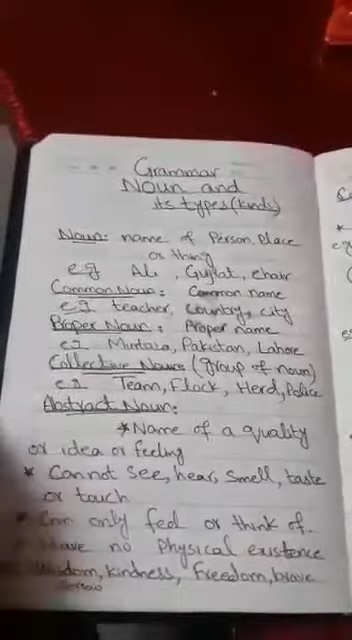 Grammar
Noun and
its types (kinds)
Noun: name of Person, Place
or thing
e.g Ali, Gujrat, chair
Common Noun: Common name
e.g teacher, Country, city
Proper Noun: Proper name
e.g Murtaza, Pakistan, Lahore
Collective Nouns (group of noun)
e.g Team, Flock, Herd, Police
Abstract Noun:
* Name of a quality
or idea or feeling
* Cannot see, hear, smell, taste
or touch
* Can only feel or think of.
* Have no Physical existence
Wisdom, kindness, Freedom, brave